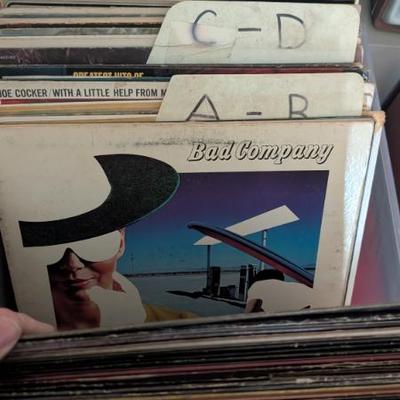 C-D
GREATEST HITS OF
JOE COCKER/WITH A LITTLE HELP FROM M
A-B
Bad Company